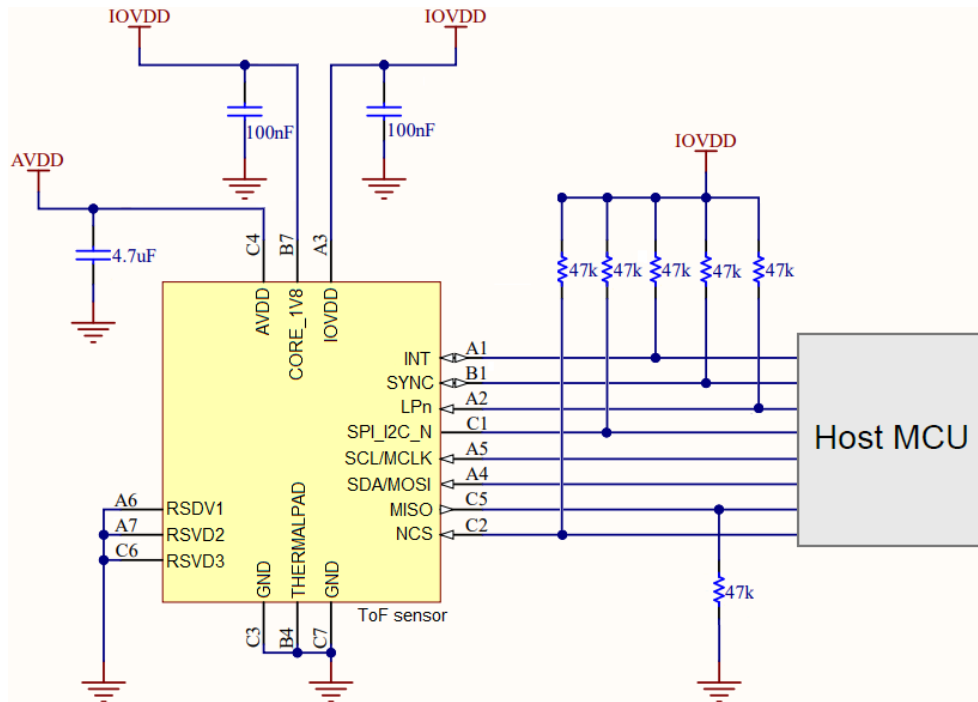 IOVDD
IOVDD
100nF
100nF
AVDD
IOVDD
4.7uF
C4
B7
A3
47k
47k
47k
47k
47k
AVDD
CORE_1V8
IOVDD
INT
A1
SYNC
B1
LPn
A2
SPI_I2C_N
C1
SCL/MCLK
A5
SDA/MOSI
A4
MISO
C5
NCS
C2
Host MCU
A6
RSDV1
A7
RSVD2
C6
RSVD3
GND
THERMALPAD
GND
47k
ToF sensor
C3
B4
C7